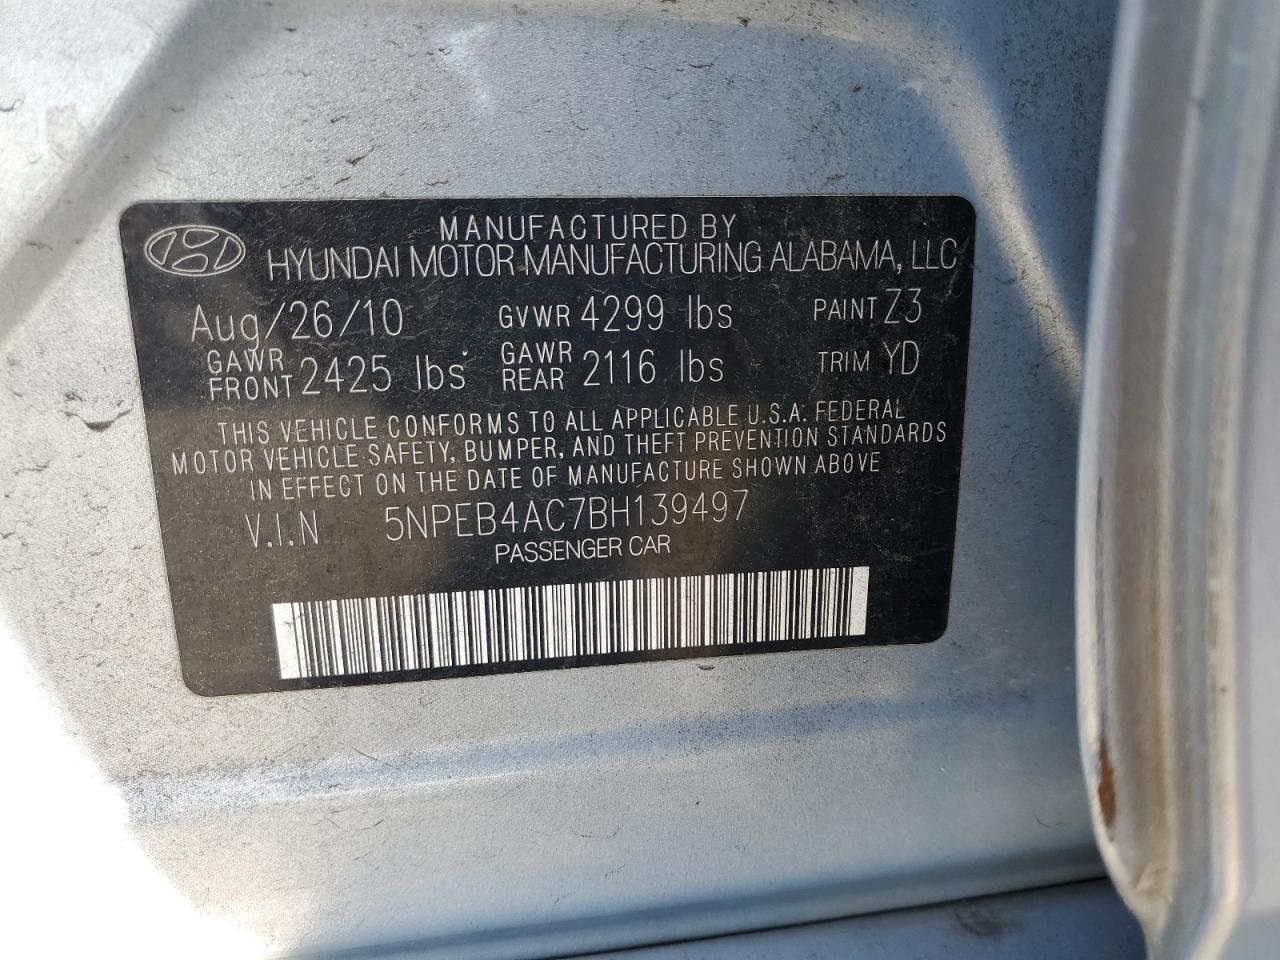 MANUFACTURED BY
HYUNDAI MOTOR MANUFACTURING ALABAMA, LLC
Aug/26/10 GVWR 4299 lbs PAINT Z3
GAWR FRONT 2425 lbs GAWR REAR 2116 lbs TRIM YD
THIS VEHICLE CONFORMS TO ALL APPLICABLE U.S.A. FEDERAL
MOTOR VEHICLE SAFETY, BUMPER, AND THEFT PREVENTION STANDARDS
IN EFFECT ON THE DATE OF MANUFACTURE SHOWN ABOVE
V.I.N 5NPEB4AC7BH139497
PASSENGER CAR